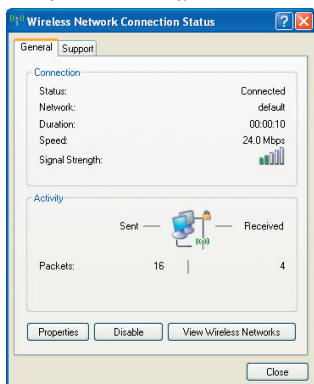 Wireless Network Connection Status
General Support
Connection
Status: Connected
Network: default
Duration: 00:00:10
Speed: 24.0 Mbps
Signal Strength:
Activity
Sent — — Received
Packets: 16 | 4
Properties Disable View Wireless Networks
Close